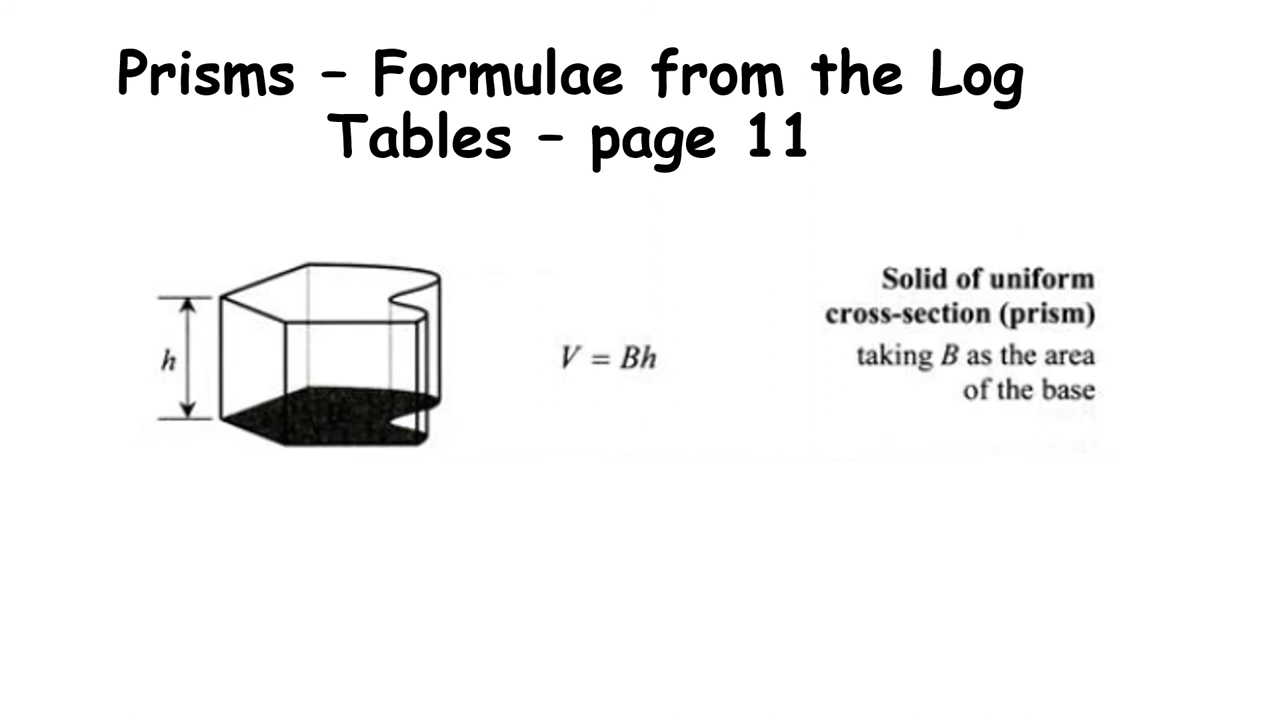 Prisms – Formulae from the Log
Tables – page 11
h
V = Bh
Solid of uniform
cross-section (prism)
taking B as the area
of the base